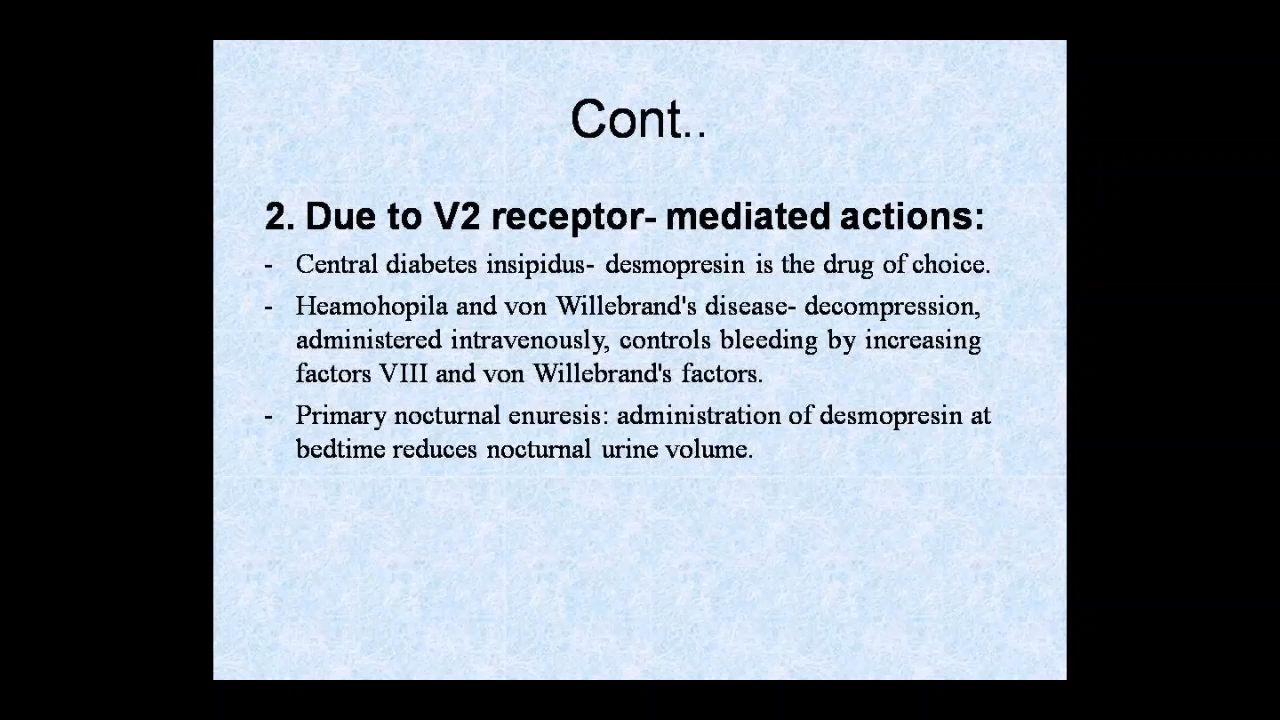 Cont..
2. Due to V2 receptor- mediated actions:
- Central diabetes insipidus- desmopresin is the drug of choice.
- Heamohopila and von Willebrand's disease- decompression,
administered intravenously, controls bleeding by increasing
factors VIII and von Willebrand's factors.
- Primary nocturnal enuresis: administration of desmopresin at
bedtime reduces nocturnal urine volume.